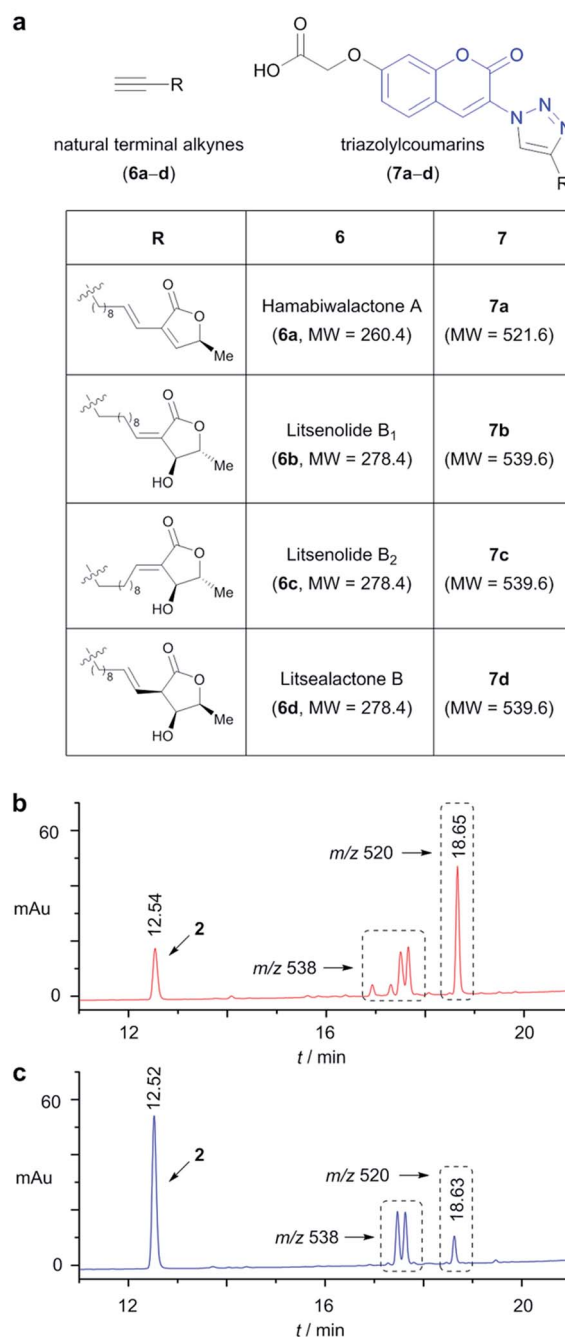 a
O
HO
O
O
O
N
N
N
R
R
natural terminal alkynes
(6a–d)
triazolylcoumarins
(7a–d)
R
6
7
8
O
O
Me
Hamabiwalactone A
(6a, MW = 260.4)
7a
(MW = 521.6)
8
O
O
Me
HO
Litsenolide B1
(6b, MW = 278.4)
7b
(MW = 539.6)
8
O
O
Me
HO
Litsenolide B2
(6c, MW = 278.4)
7c
(MW = 539.6)
8
O
O
Me
HO
Litsealactone B
(6d, MW = 278.4)
7d
(MW = 539.6)
b
60
mAu
0
12.54
2
m/z 538
m/z 520
18.65
12
16
20
t / min
c
60
mAu
0
12.52
2
m/z 538
m/z 520
18.63
12
16
20
t / min